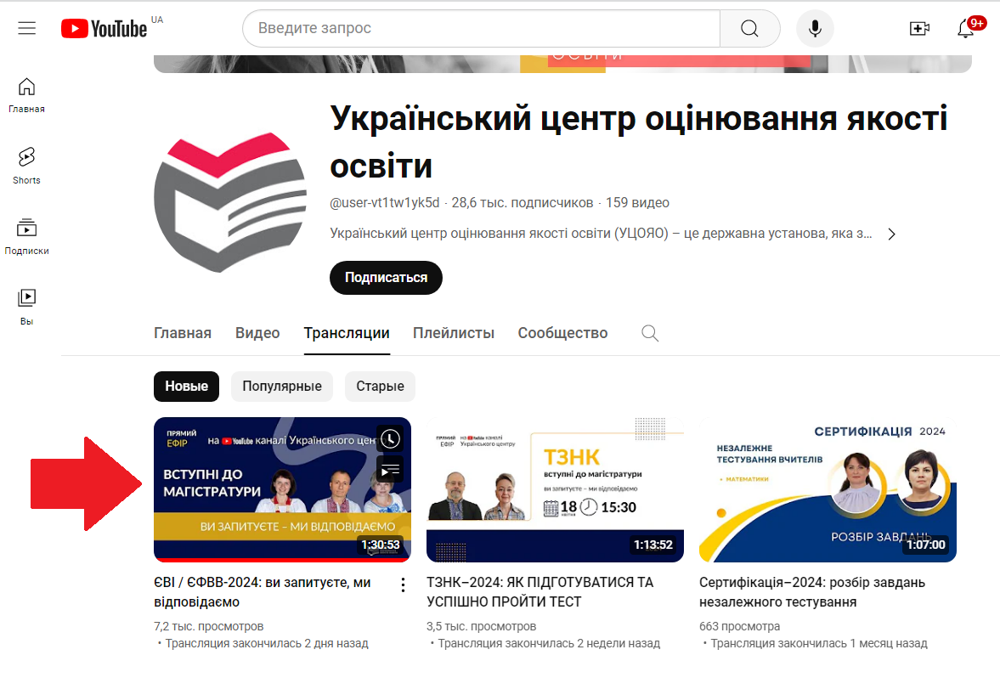 YouTube UA
Введите запрос
9+
ОСВІТИ
Главная
Shorts
Подписки
Вы
Український центр оцінювання якості
освіти
@user-vt1tw1yk5d · 28,6 тыс. подписчиков · 159 видео
Український центр оцінювання якості освіти (УЦОЯО) – це державна установа, яка з...
Подписаться
Главная Видео Трансляции Плейлисты Сообщество
Новые Популярные Старые
ПРЯМИЙ
ЕФІР
на YouTube каналі Українського цен
ВСТУПНІ ДО
МАГІСТРАТУРИ
ВИ ЗАПИТУЄТЕ – МИ ВІДПОВІДАЄМО
1:30:53
ЄВІ / ЄФВВ-2024: ви запитуєте, ми
відповідаємо
7,2 тыс. просмотров
• Трансляция закончилась 2 дня назад
ПРЯМИЙ
ЕФІР
на YouTube каналі
Українського центру
ТЗНК
вступні до магістратури
ви запитуєте – ми відповідаємо
18
квітня
15:30
1:13:52
ТЗНК–2024: ЯК ПІДГОТУВАТИСЯ ТА
УСПІШНО ПРОЙТИ ТЕСТ
3,5 тыс. просмотров
• Трансляция закончилась 2 недели назад
СЕРТИФІКАЦІЯ 2024
НЕЗАЛЕЖНЕ
ТЕСТУВАННЯ ВЧИТЕЛІВ
• МАТЕМАТИКИ
РОЗБІР ЗАВДАНЬ
1:07:00
Сертифікація–2024: розбір завдань
незалежного тестування
663 просмотра
• Трансляция закончилась 1 месяц назад